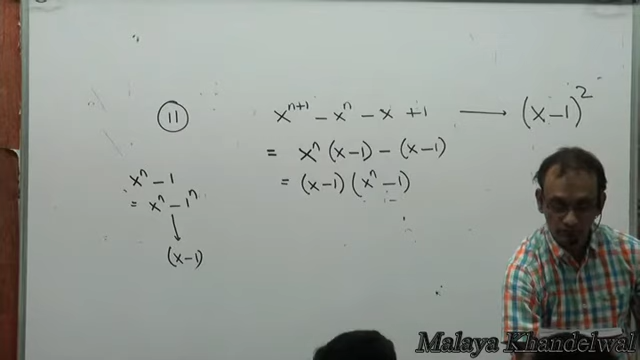 11
x^{n+1} - x^n - x + 1 → (x-1)^2
= x^n (x-1) - (x-1)
= (x-1) (x^n - 1)
x^n - 1
= x^n - 1^n
↓
(x-1)
Malaya Khandelwal